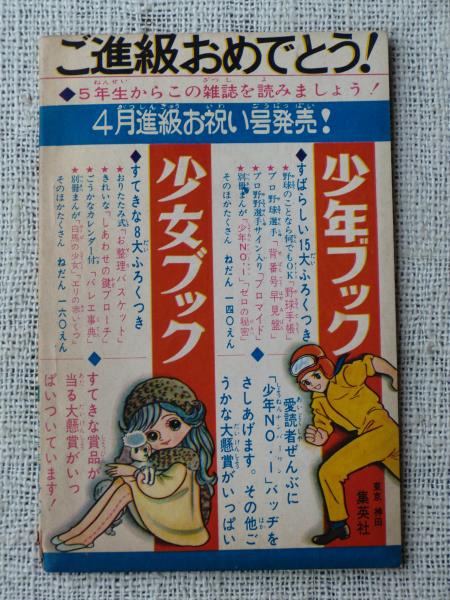 ご進級おめでとう!
◆5年生からこの雑誌を読みましょう!
4月進級お祝い号発売!
少年ブック
◆すばらしい15大ふろくつき
★野球のことなら何でもOK「野球手帳」
★プロ野球選手「背番号早見盤」
★プロ野球選手サイン入り「ブロマイド」
★別冊まんが「少年NO.1」「ゼロの秘密」
そのほかたくさん ねだん 一四〇えん
◆愛読者ぜんぶに
「少年NO.1」バッヂを
さしあげます。その他ご
うかな大懸賞がいっぱい
東京 神田
集英社
少女ブック
◆すてきな8大ふろくつき
★おりたたみ式「お整理バスケット」
★きれいな「しあわせの鍵ブローチ」
★ごうかなカレンダー付「バレエ事典」
★別冊まんが「白馬の少女」「エリの赤いくつ」
そのほかたくさん ねだん 一六〇えん
◆すてきな賞品が
当る大懸賞がいっ
ぱいついています!